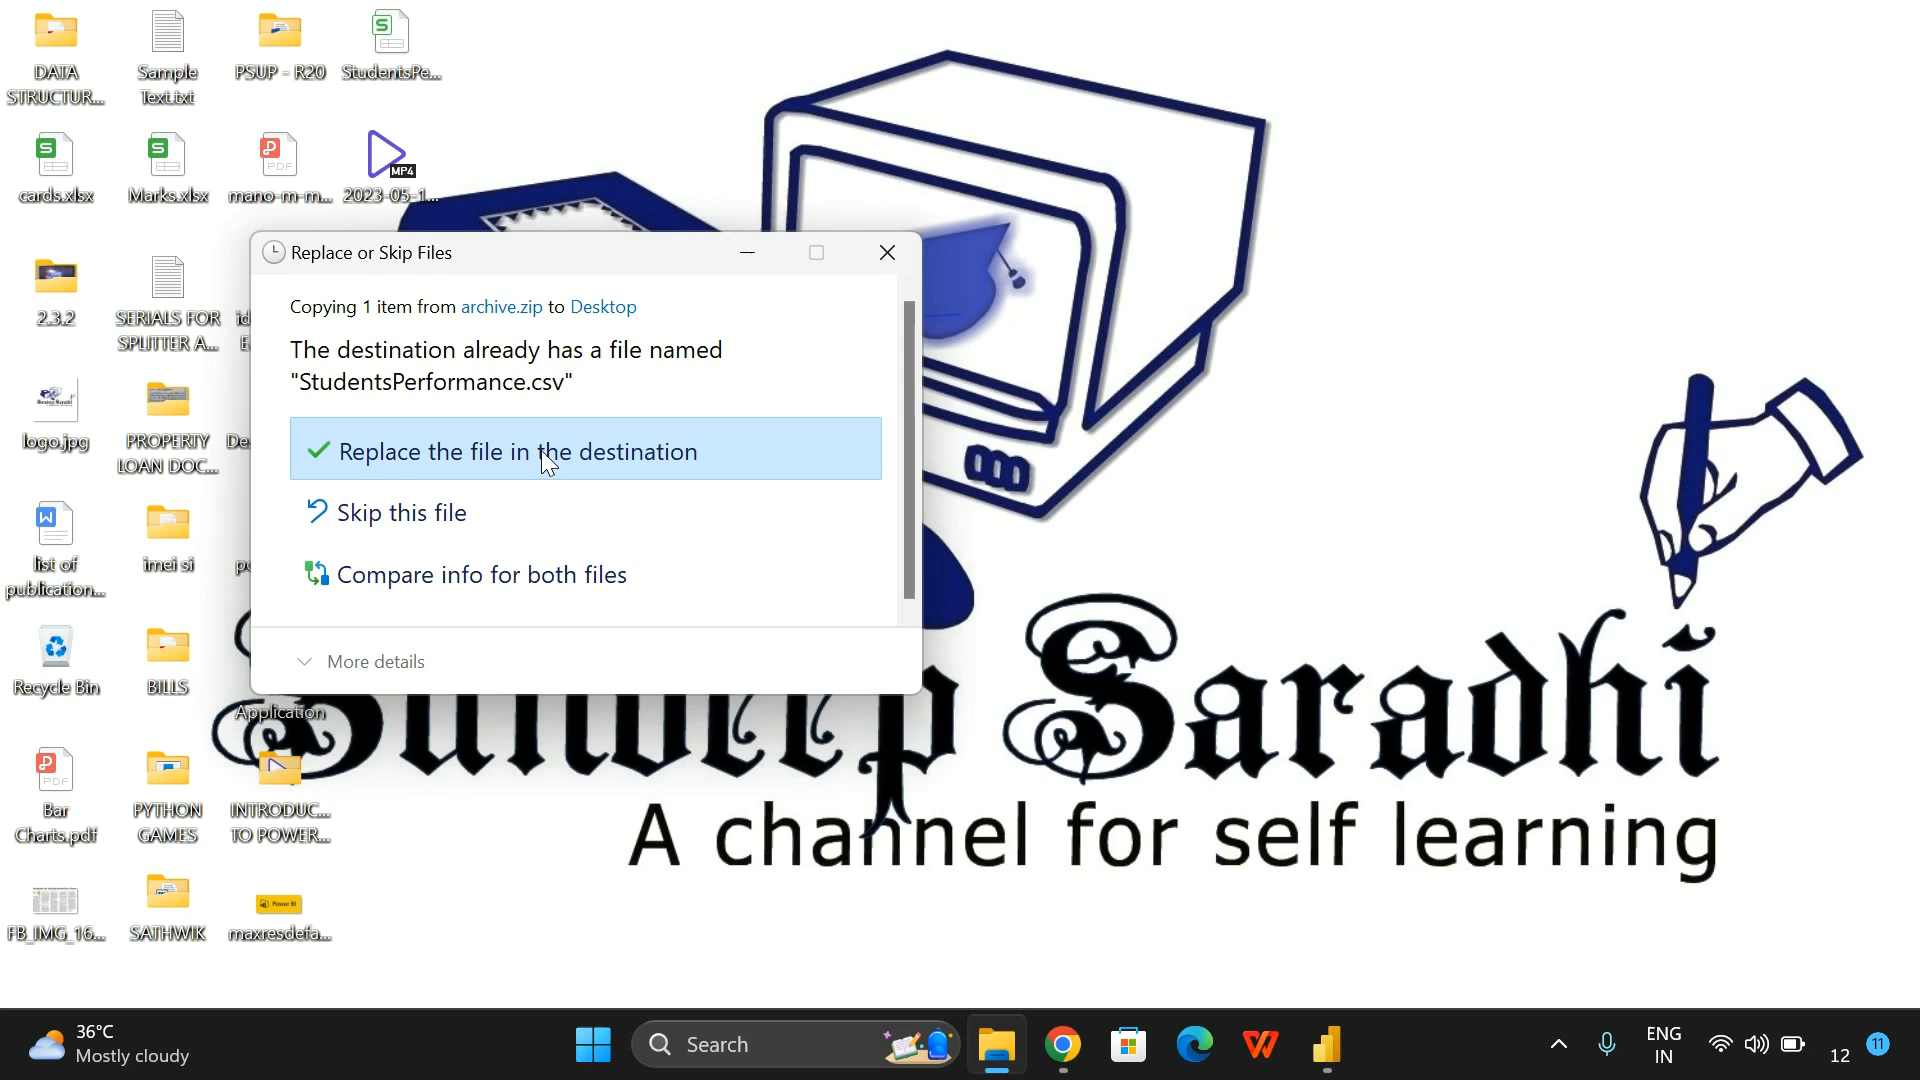 DATA
STRUCTUR...
Sample
Text.txt
PSUP - R20
StudentsPe...
cards.xlsx
Marks.xlsx
mano-m-m...
MP4
2023-05-1...
2.3.2
SERIALS FOR
SPLITTER A...
logo.jpg
PROPERTY
LOAN DOC...
list of
publication...
imei si
Recycle Bin
BILLS
Application
Bar
Charts.pdf
PYTHON
GAMES
INTRODUC...
TO POWER...
FB_IMG_16...
SATHWIK
maxresdefa...
Replace or Skip Files
Copying 1 item from archive.zip to Desktop
The destination already has a file named
"StudentsPerformance.csv"
Replace the file in the destination
Skip this file
Compare info for both files
More details
Saradhi
A channel for self learning
36°C
Mostly cloudy
Search
ENG
IN
12
11